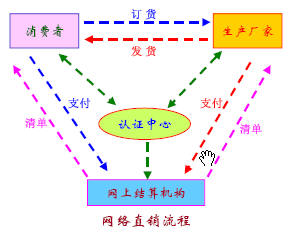 订 货
消费者
生产厂家
发 货
支付
支付
清单
清单
认证中心
网上结算机构
网络直销流程